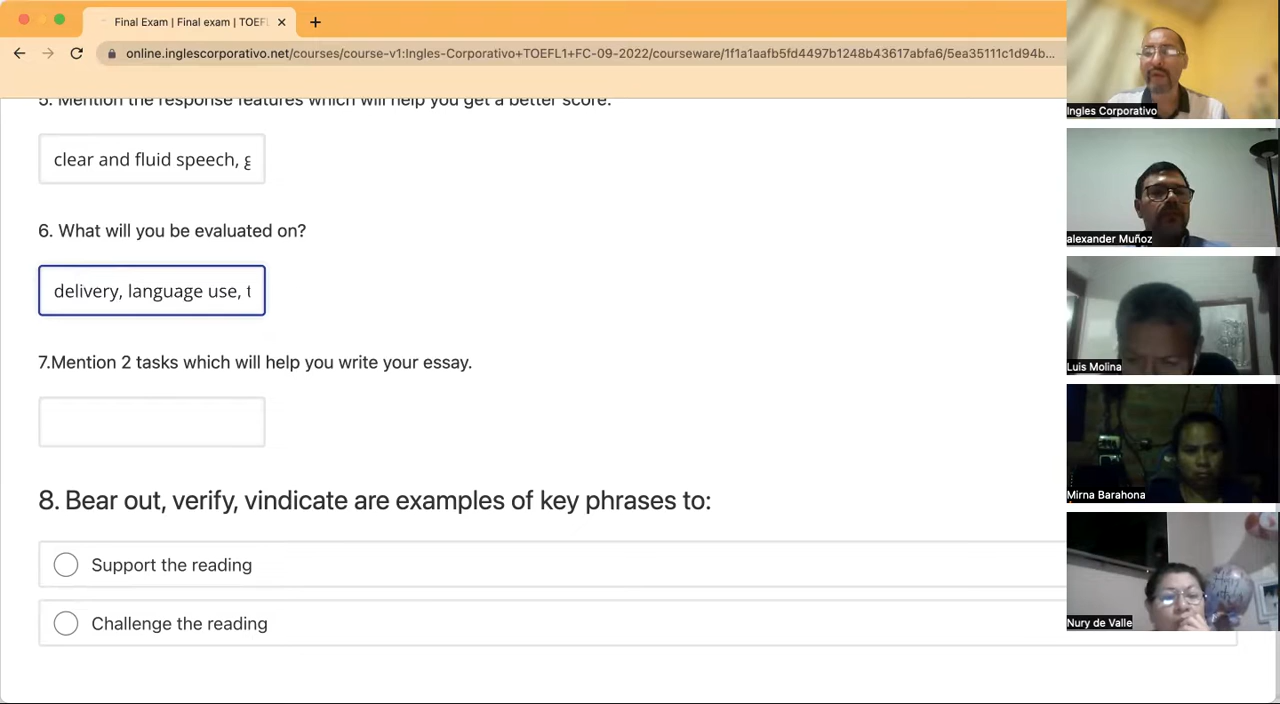 Final Exam | Final exam | TOEFL
online.inglescorporativo.net/courses/course-v1:Ingles-Corporativo+TOEFL1+FC-09-2022/courseware/1f1a1aafb5fd4497b1248b43617abfa6/5ea35111c1d94b...
5. Mention the response features which will help you get a better score.
clear and fluid speech, g
6. What will you be evaluated on?
delivery, language use, t
7.Mention 2 tasks which will help you write your essay.
8. Bear out, verify, vindicate are examples of key phrases to:
Support the reading
Challenge the reading
Ingles Corporativo
alexander Muñoz
Luis Molina
Mirna Barahona
Nury de Valle